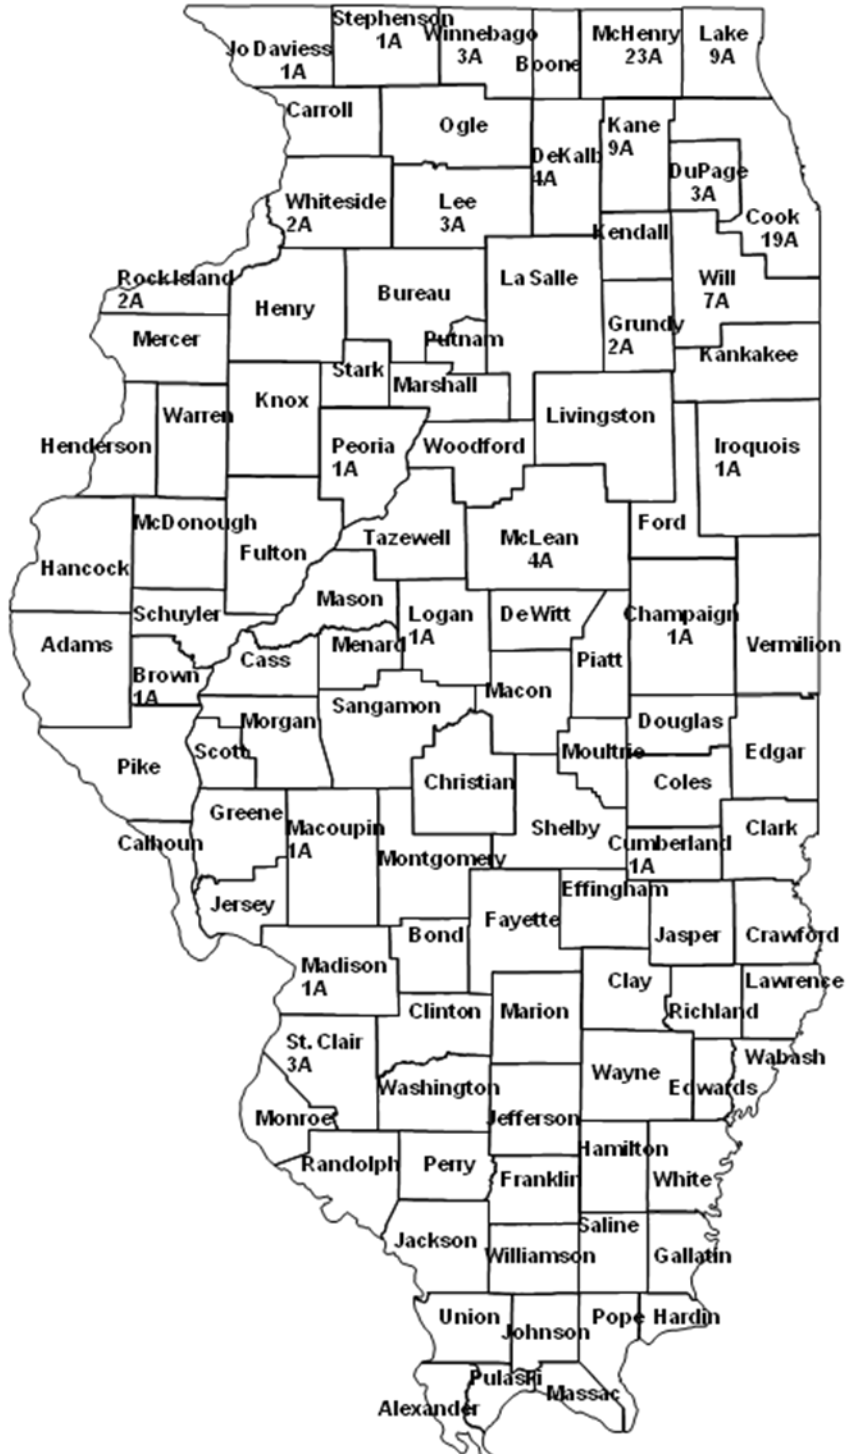 Stephenson
1A
Winnebago
3A
McHenry
23A
Lake
9A
Jo Daviess
1A
Boone
Carroll
Ogle
Kane
9A
DeKalb
4A
DuPage
3A
Whiteside
2A
Lee
3A
Cook
19A
Kendall
Rock Island
2A
La Salle
Will
7A
Bureau
Henry
Grundy
2A
Mercer
Putnam
Kankakee
Stark
Marshall
Knox
Warren
Livingston
Henderson
Peoria
1A
Woodford
Iroquois
1A
McDonough
Ford
Tazewell
McLean
4A
Fulton
Hancock
Mason
Schuyler
Logan
1A
DeWitt
Champaign
1A
Adams
Menard
Vermilion
Cass
Piatt
Brown
1A
Macon
Sangamon
Morgan
Douglas
Scott
Moultrie
Edgar
Pike
Christian
Coles
Greene
Macoupin
1A
Shelby
Clark
Calhoun
Cumberland
1A
Montgomery
Effingham
Jersey
Fayette
Bond
Jasper
Crawford
Madison
1A
Clay
Lawrence
Clinton
Marion
Richland
St. Clair
3A
Wabash
Wayne
Washington
Edwards
Monroe
Jefferson
Hamilton
Randolph
Perry
Franklin
White
Saline
Jackson
Williamson
Gallatin
Union
Pope
Hardin
Johnson
Pulaski
Massac
Alexander